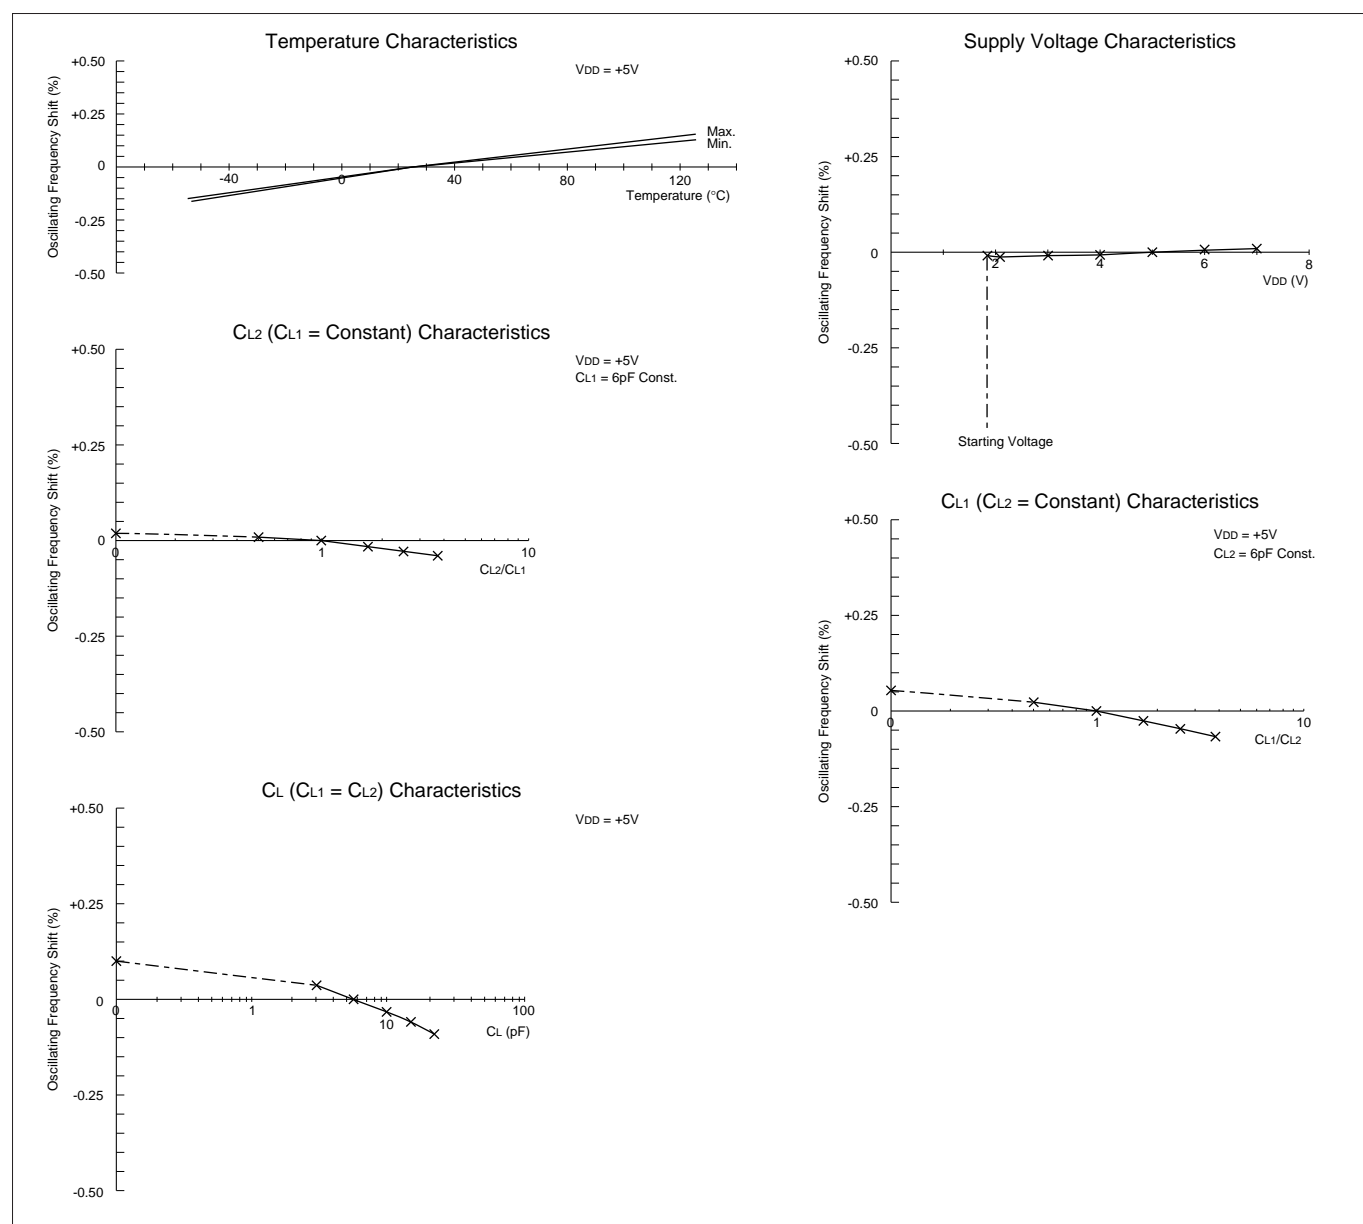 Temperature Characteristics
Oscillating Frequency Shift (%)
+0.50
+0.25
0
-0.25
-0.50
VDD = +5V
Max.
Min.
-40
0
40
80
120
Temperature (°C)
Supply Voltage Characteristics
Oscillating Frequency Shift (%)
+0.50
+0.25
0
-0.25
-0.50
2
4
6
8
VDD (V)
Starting Voltage
CL2 (CL1 = Constant) Characteristics
Oscillating Frequency Shift (%)
+0.50
+0.25
0
-0.25
-0.50
VDD = +5V
CL1 = 6pF Const.
0
1
10
CL2/CL1
CL1 (CL2 = Constant) Characteristics
Oscillating Frequency Shift (%)
+0.50
+0.25
0
-0.25
-0.50
VDD = +5V
CL2 = 6pF Const.
0
1
10
CL1/CL2
CL (CL1 = CL2) Characteristics
Oscillating Frequency Shift (%)
+0.50
+0.25
0
-0.25
-0.50
VDD = +5V
0
1
10
100
CL (pF)